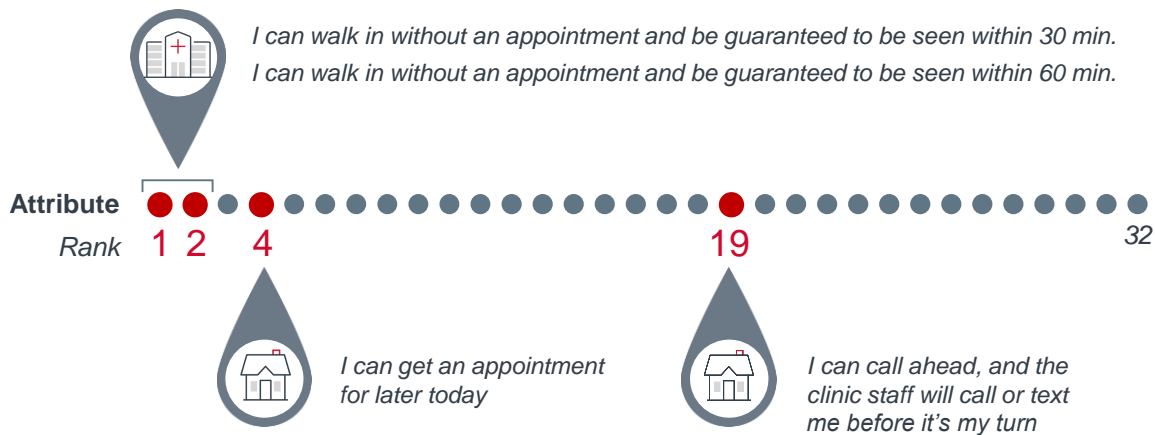 I can walk in without an appointment and be guaranteed to be seen within 30 min.
I can walk in without an appointment and be guaranteed to be seen within 60 min.
Attribute
Rank 1 2 4 19 32
I can get an appointment
for later today
I can call ahead, and the
clinic staff will call or text
me before it's my turn